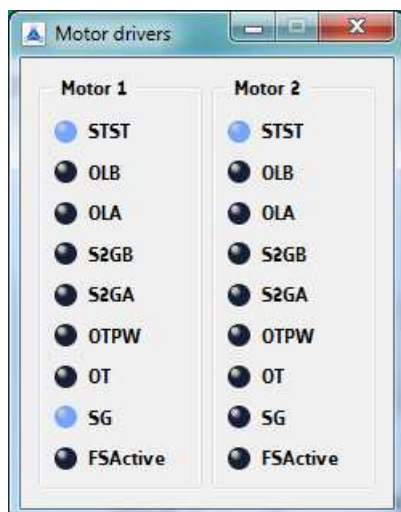 Motor drivers
Motor 1
STST
OLB
OLA
S2GB
S2GA
OTPW
OT
SG
FSActive
Motor 2
STST
OLB
OLA
S2GB
S2GA
OTPW
OT
SG
FSActive